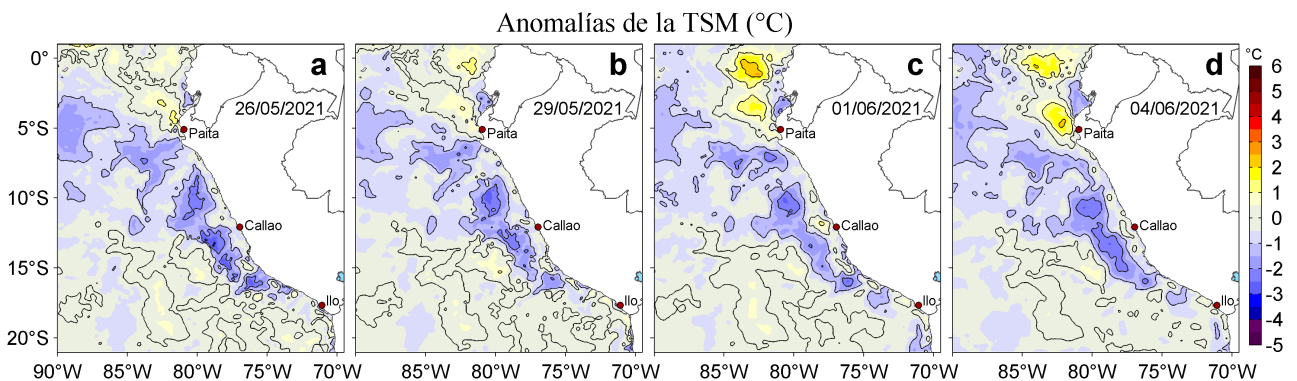 Anomalías de la TSM (°C)
a
26/05/2021
Paita
Callao
Ilo
b
29/05/2021
Paita
Callao
Ilo
c
01/06/2021
Paita
Callao
Ilo
d
04/06/2021
Paita
Callao
Ilo
0°
5°S
10°S
15°S
20°S
90°W 85°W 80°W 75°W 70°W
85°W 80°W 75°W 70°W
85°W 80°W 75°W 70°W
85°W 80°W 75°W 70°W
°C
6
5
4
3
2
1
0
-1
-2
-3
-4
-5